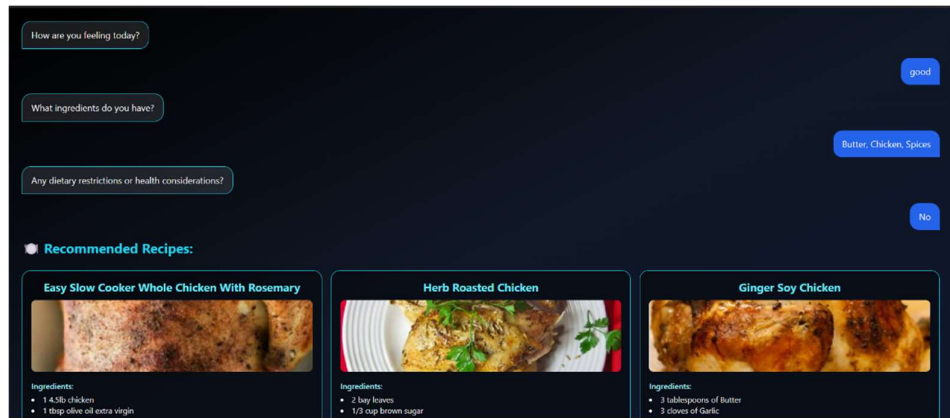 How are you feeling today?
good
What ingredients do you have?
Butter, Chicken, Spices
Any dietary restrictions or health considerations?
No
Recommended Recipes:
Easy Slow Cooker Whole Chicken With Rosemary
Ingredients:
• 1 4.5lb chicken
• 1 tbsp olive oil extra virgin
Herb Roasted Chicken
Ingredients:
• 2 bay leaves
• 1/3 cup brown sugar
Ginger Soy Chicken
Ingredients:
• 3 tablespoons of Butter
• 3 cloves of Garlic